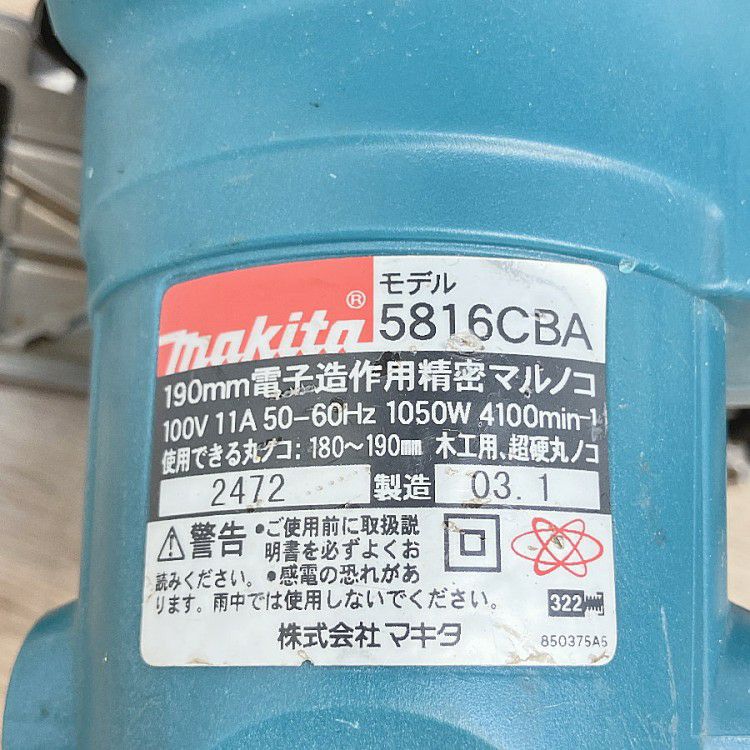 モデル
makita® 5816CBA
190mm電子造作用精密マルノコ
100V 11A 50-60Hz 1050W 4100min-1
使用できる丸ノコ:180~190mm 木工用、超硬丸ノコ
2472 製造 03.1
警告 •ご使用前に取扱説
明書を必ずよくお
読みください。•感電の恐れがあ
ります。雨中では使用しないでください。
322
株式会社 マキタ
850375A5